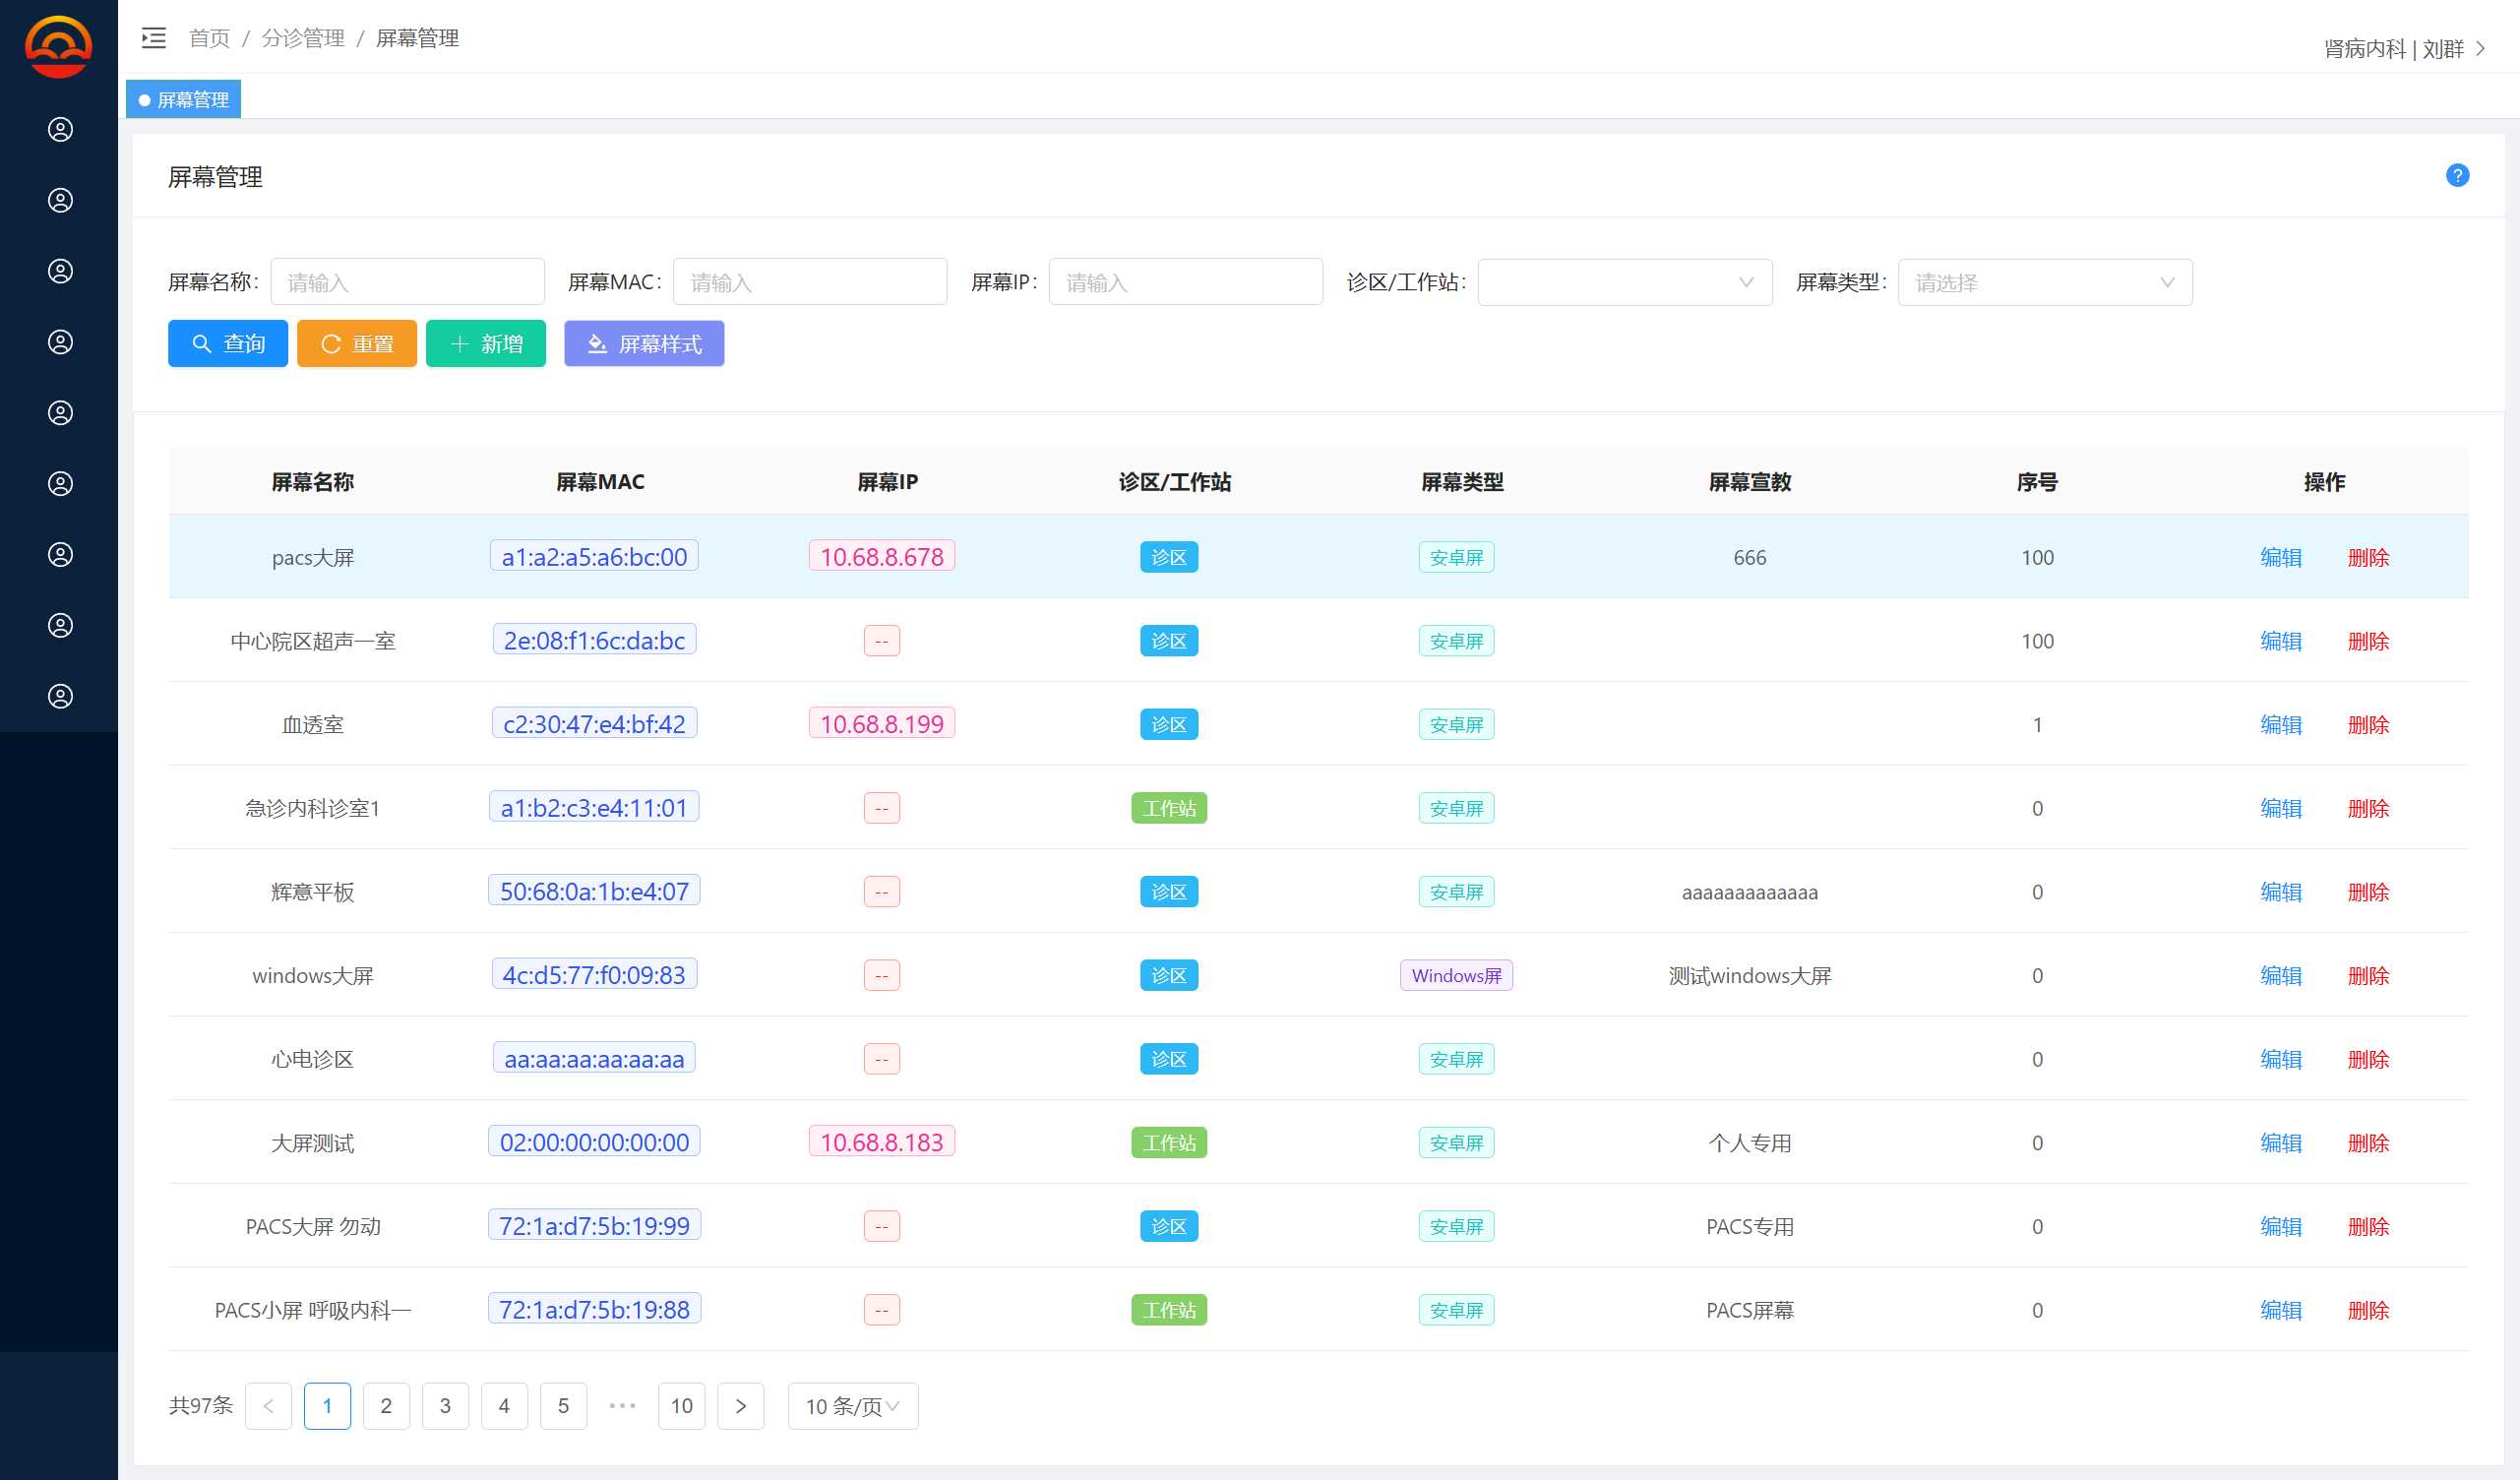 首页 / 分诊管理 / 屏幕管理
肾病内科 | 刘群
屏幕管理
屏幕管理
?
屏幕名称: 请输入 屏幕MAC: 请输入 屏幕IP: 请输入 诊区/工作站: 屏幕类型: 请选择
查询 重置 新增 屏幕样式
屏幕名称 屏幕MAC 屏幕IP 诊区/工作站 屏幕类型 屏幕宣教 序号 操作
pacs大屏 a1:a2:a5:a6:bc:00 10.68.8.678 诊区 安卓屏 666 100 编辑 删除
中心院区超声一室 2e:08:f1:6c:da:bc -- 诊区 安卓屏 100 编辑 删除
血透室 c2:30:47:e4:bf:42 10.68.8.199 诊区 安卓屏 1 编辑 删除
急诊内科诊室1 a1:b2:c3:e4:11:01 -- 工作站 安卓屏 0 编辑 删除
辉意平板 50:68:0a:1b:e4:07 -- 诊区 安卓屏 aaaaaaaaaaaaa 0 编辑 删除
windows大屏 4c:d5:77:f0:09:83 -- 诊区 Windows屏 测试windows大屏 0 编辑 删除
心电诊区 aa:aa:aa:aa:aa:aa -- 诊区 安卓屏 0 编辑 删除
大屏测试 02:00:00:00:00:00 10.68.8.183 工作站 安卓屏 个人专用 0 编辑 删除
PACS大屏 勿动 72:1a:d7:5b:19:99 -- 诊区 安卓屏 PACS专用 0 编辑 删除
PACS小屏 呼吸内科一 72:1a:d7:5b:19:88 -- 工作站 安卓屏 PACS屏幕 0 编辑 删除
共97条 < 1 2 3 4 5 ••• 10 > 10 条/页